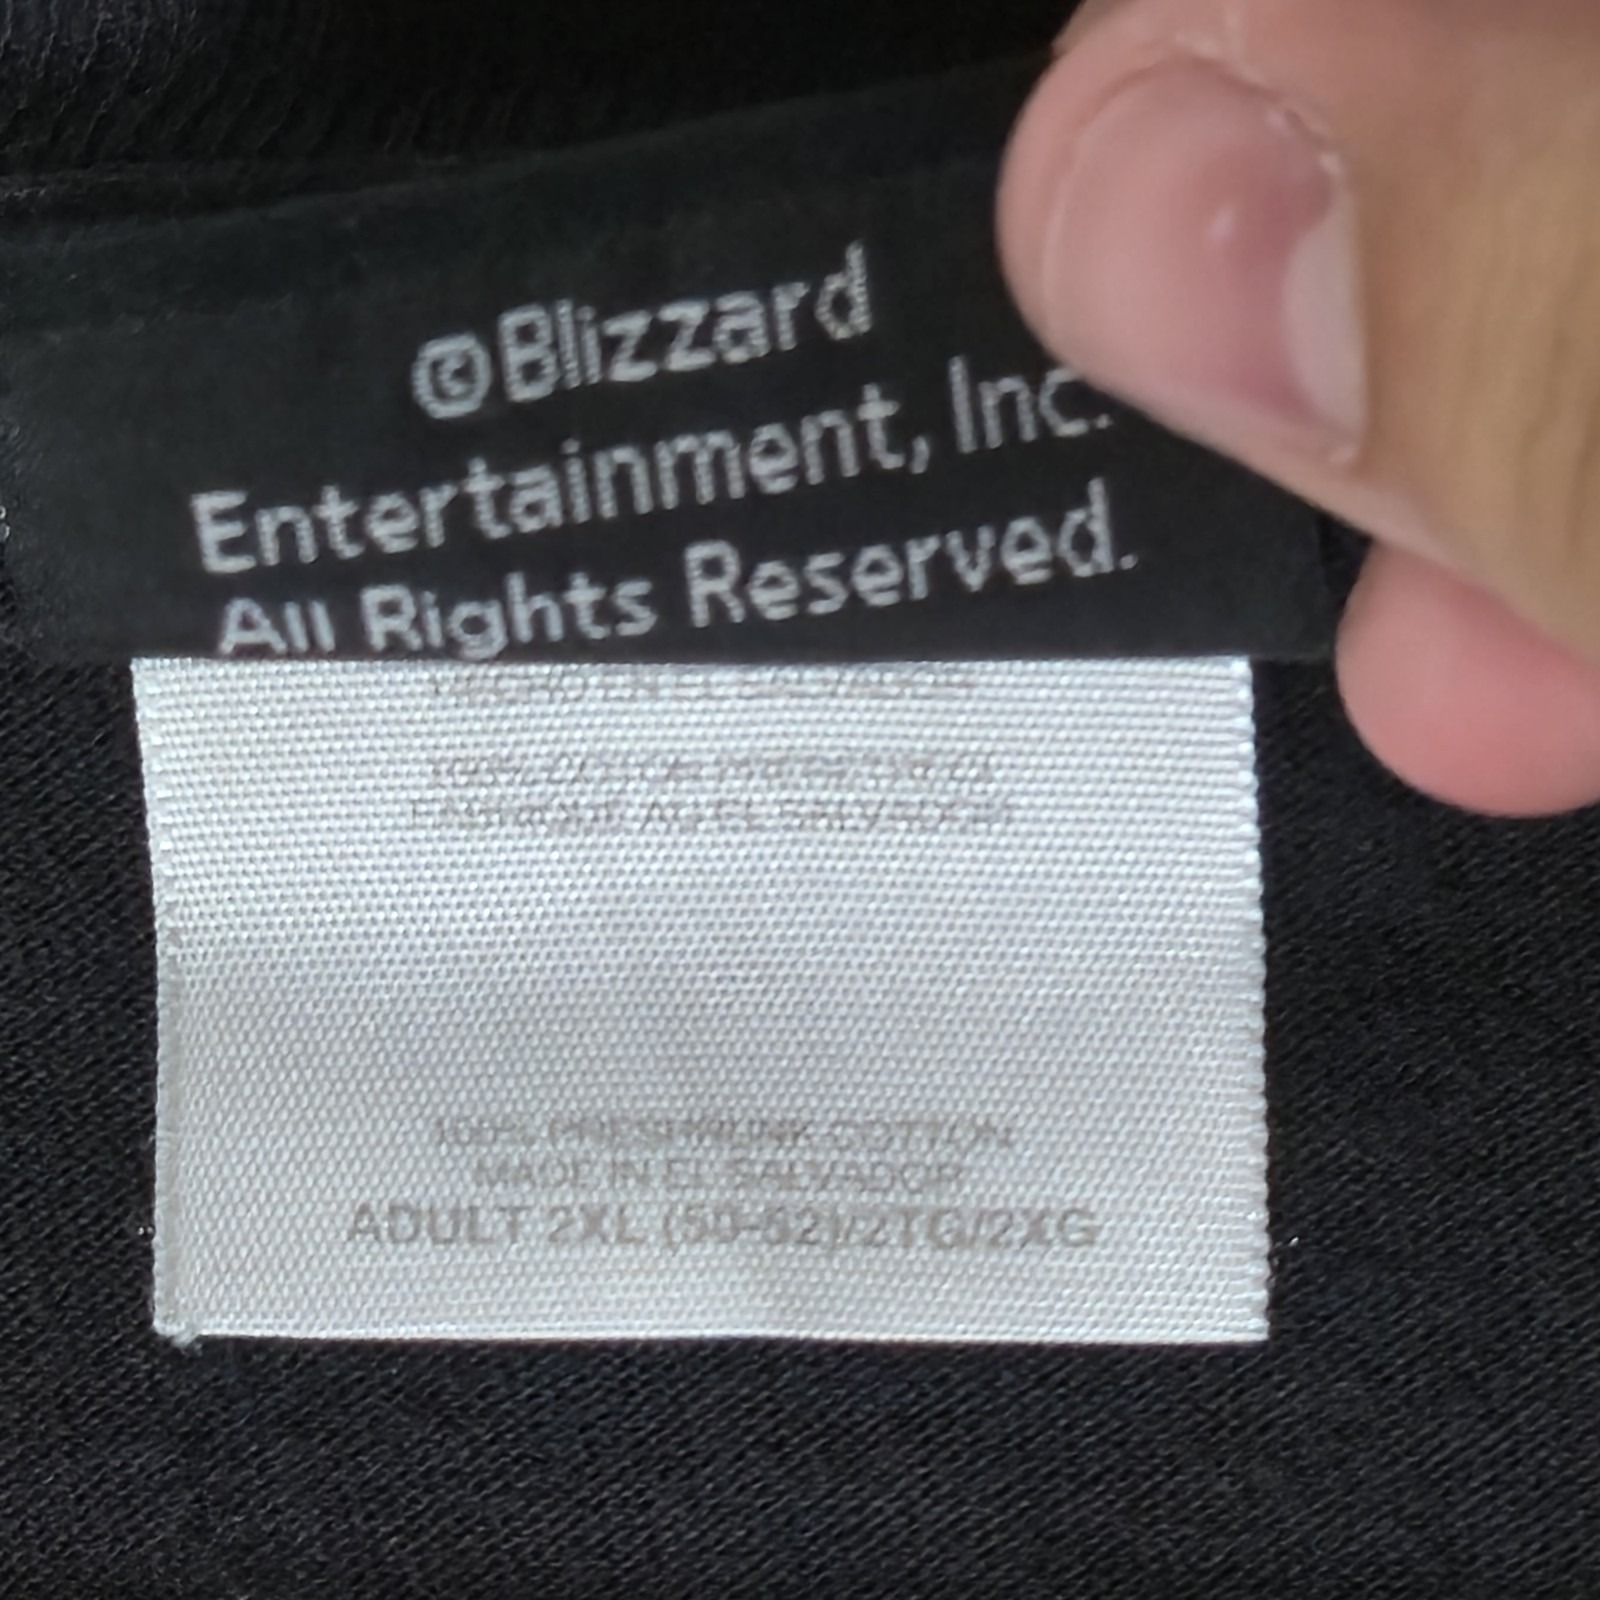 ©Blizzard
Entertainment, Inc.
All Rights Reserved.
100% PRESHRUNK COTTON
MADE IN EL SALVADOR
ADULT 2XL (50-52)/2TG/2XG